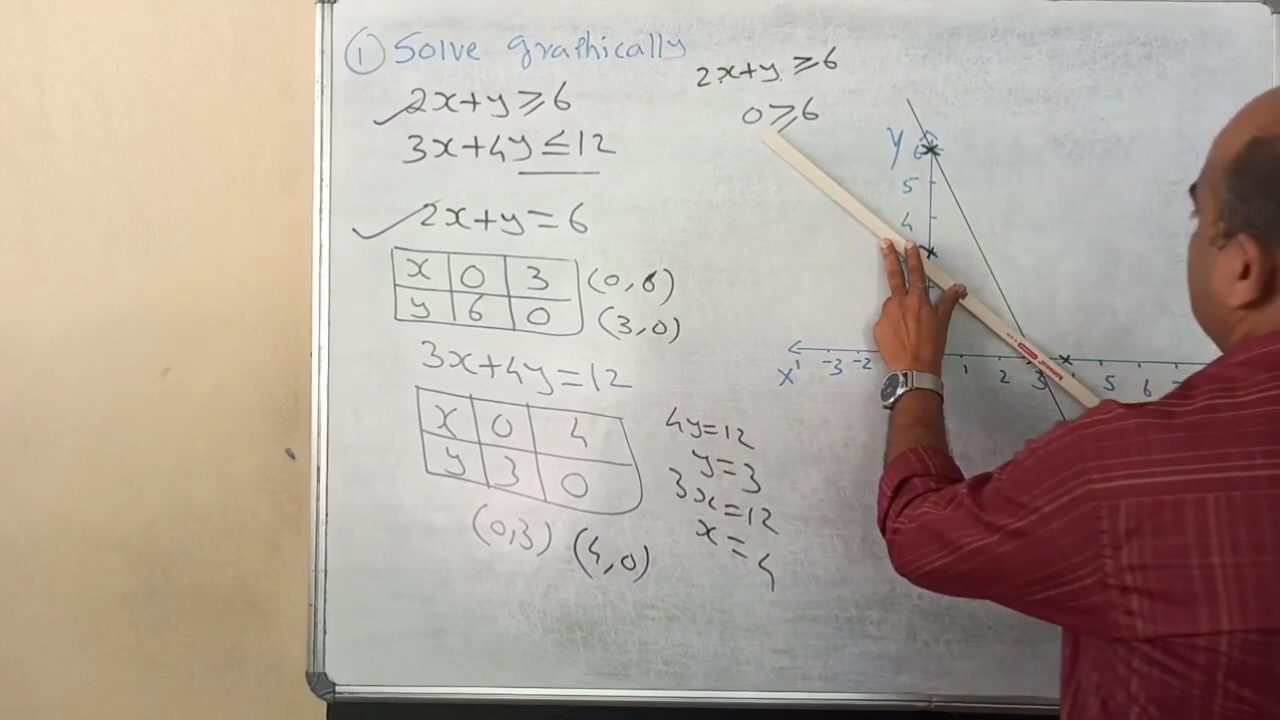 ① Solve graphically
2x+y≥6
3x+4y≤12
2x+y=6
x 0 3
y 6 0
(0,6)
(3,0)
3x+4y=12
x 0 4
y 3 0
(0,3) (4,0)
4y=12
y=3
3x=12
x=4
2x+y≥6
0≥6
y
6
5
4
x' -3 -2 1 2 3 5 6